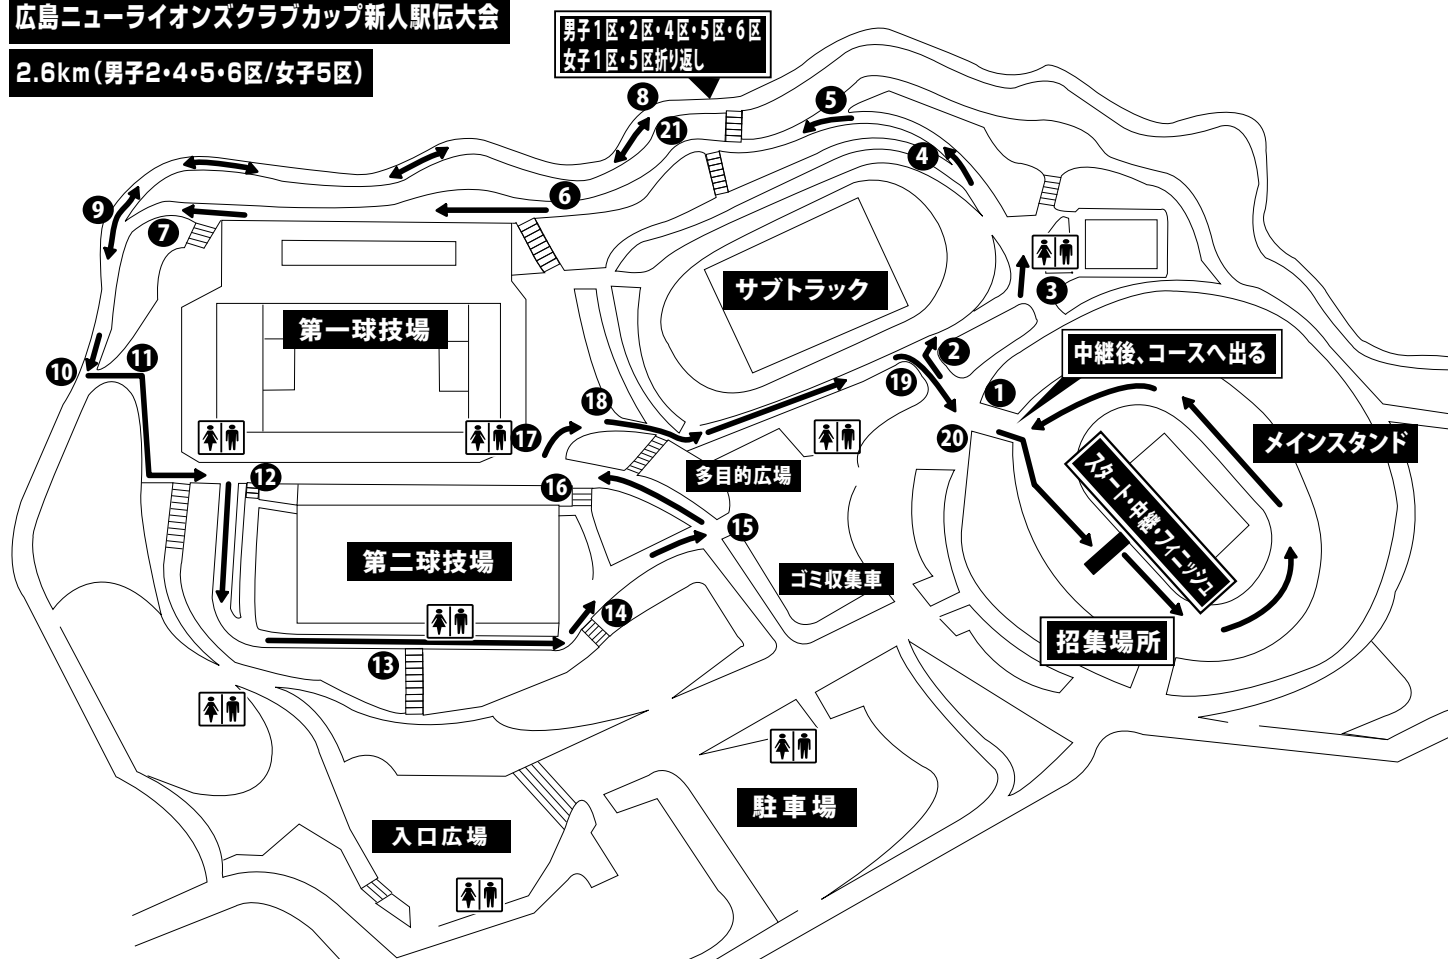 広島ニューライオンズクラブカップ新人駅伝大会
2.6km(男子2・4・5・6区/女子5区)
男子1区・2区・4区・5区・6区
女子1区・5区折り返し
8
21
5
4
6
9
7
3
サブトラック
第一球技場
2
中継後、コースへ出る
10
11
19
1
18
17
20
メインスタンド
多目的広場
12
16
スタート・中継・フィニッシュ
15
第二球技場
ゴミ収集車
14
13
招集場所
駐車場
入口広場